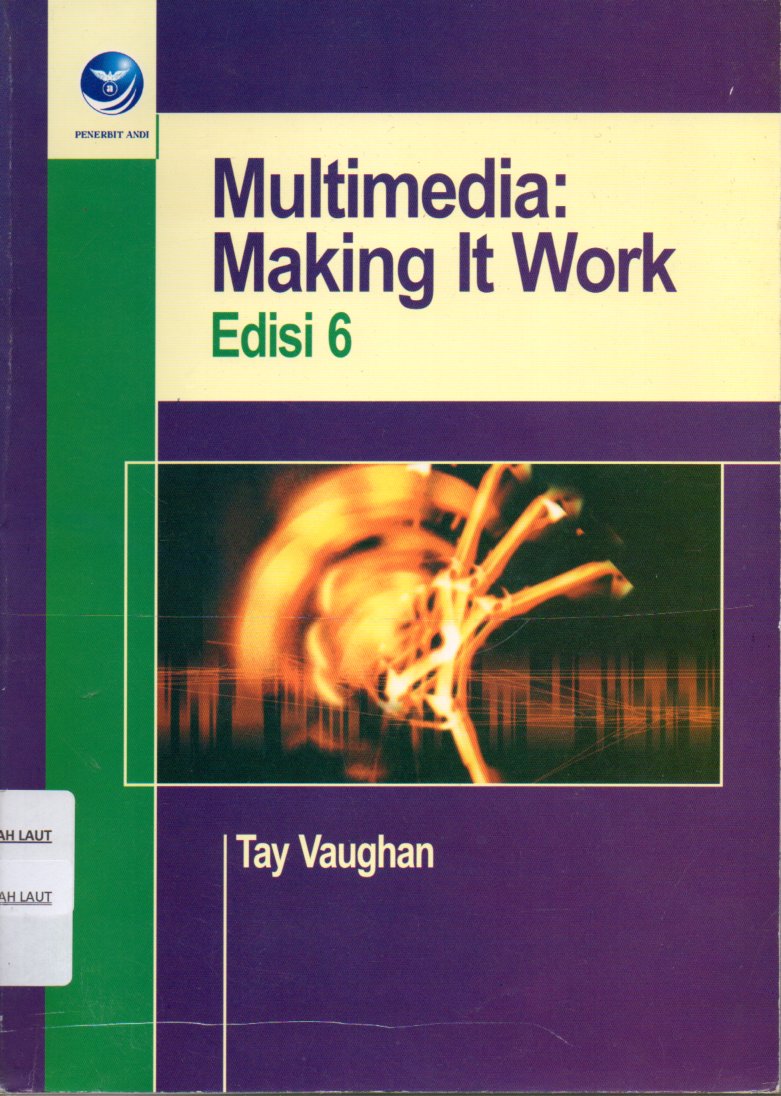 PENERBIT ANDI
Multimedia:
Making It Work
Edisi 6
AH LAUT
AH LAUT
Tay Vaughan